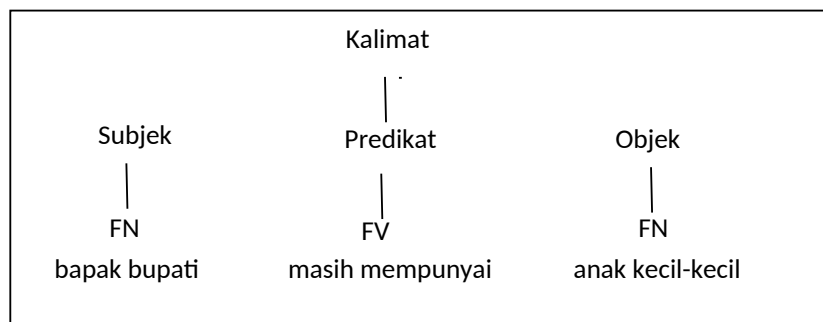 Kalimat
Subjek Predikat Objek
FN FV FN
bapak bupati masih mempunyai anak kecil-kecil